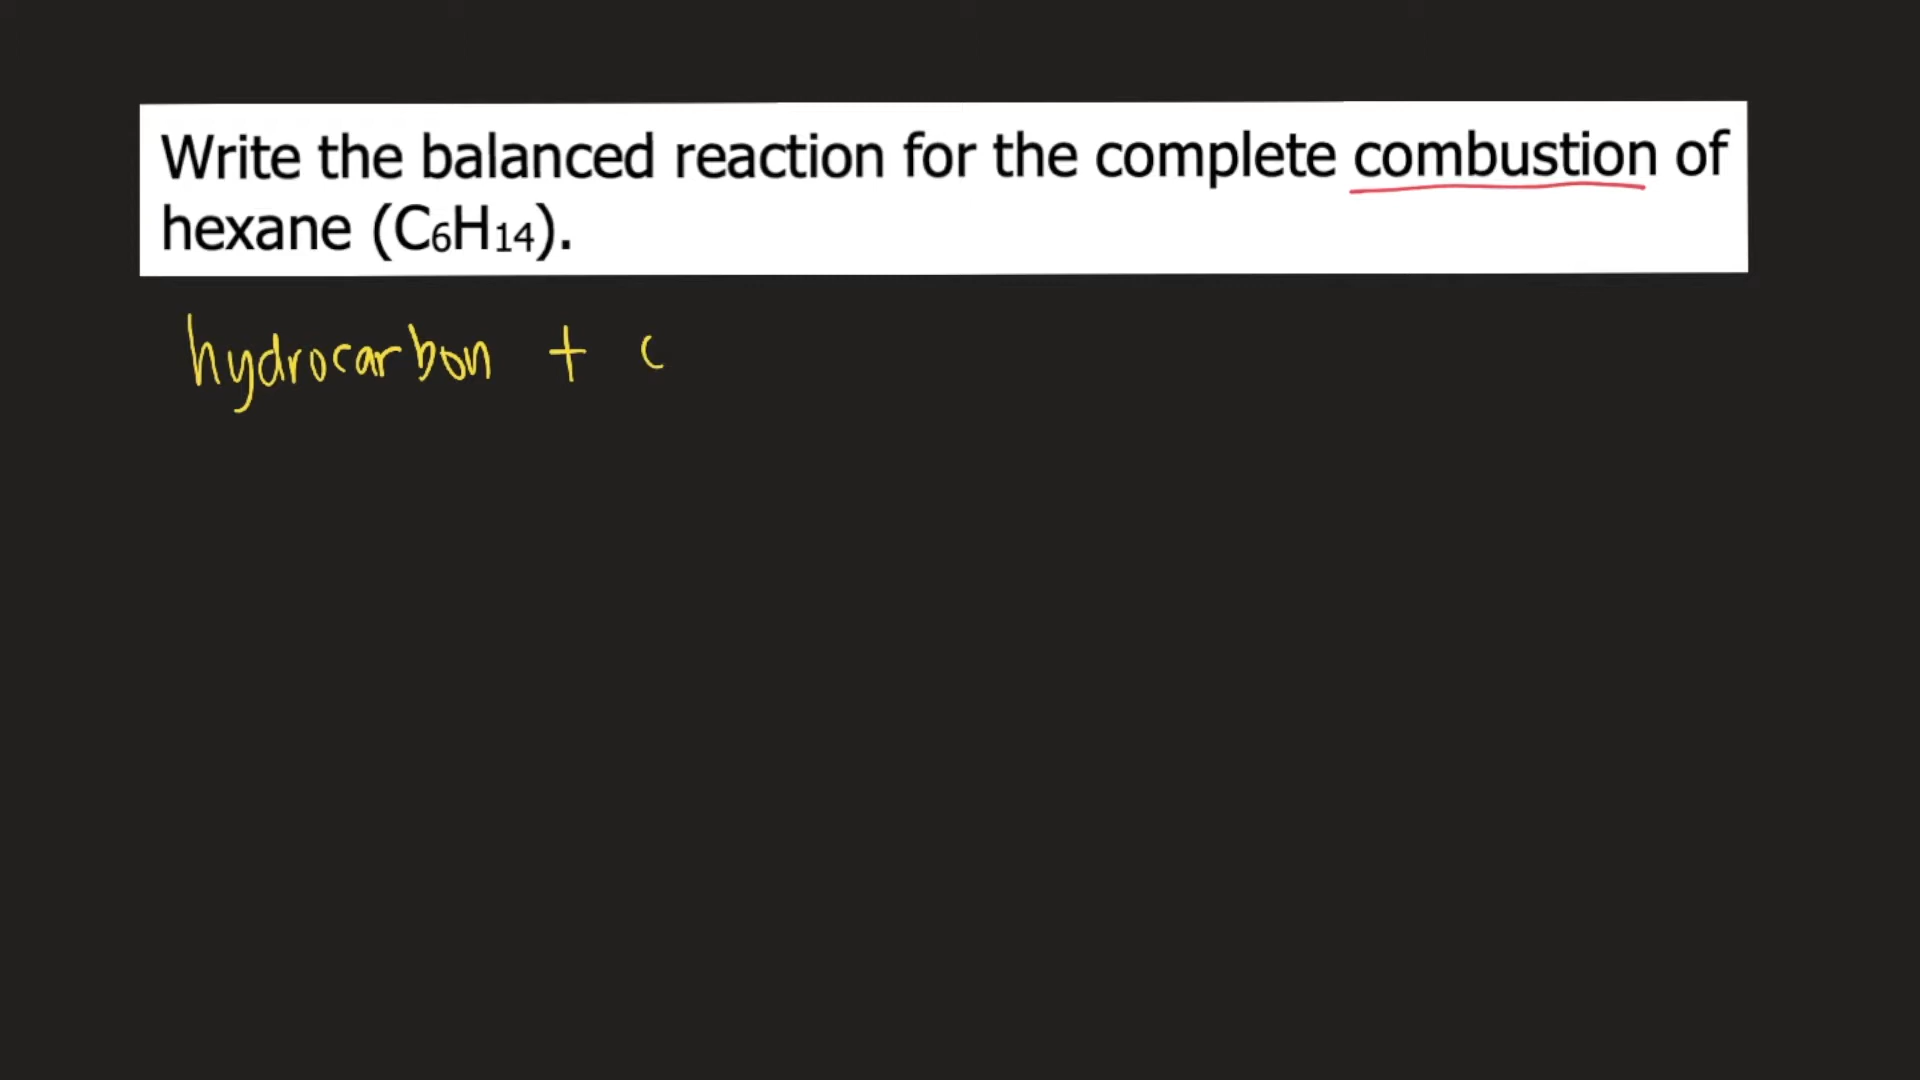 Write the balanced reaction for the complete combustion of
hexane (C₆H₁₄).
hydrocarbon +